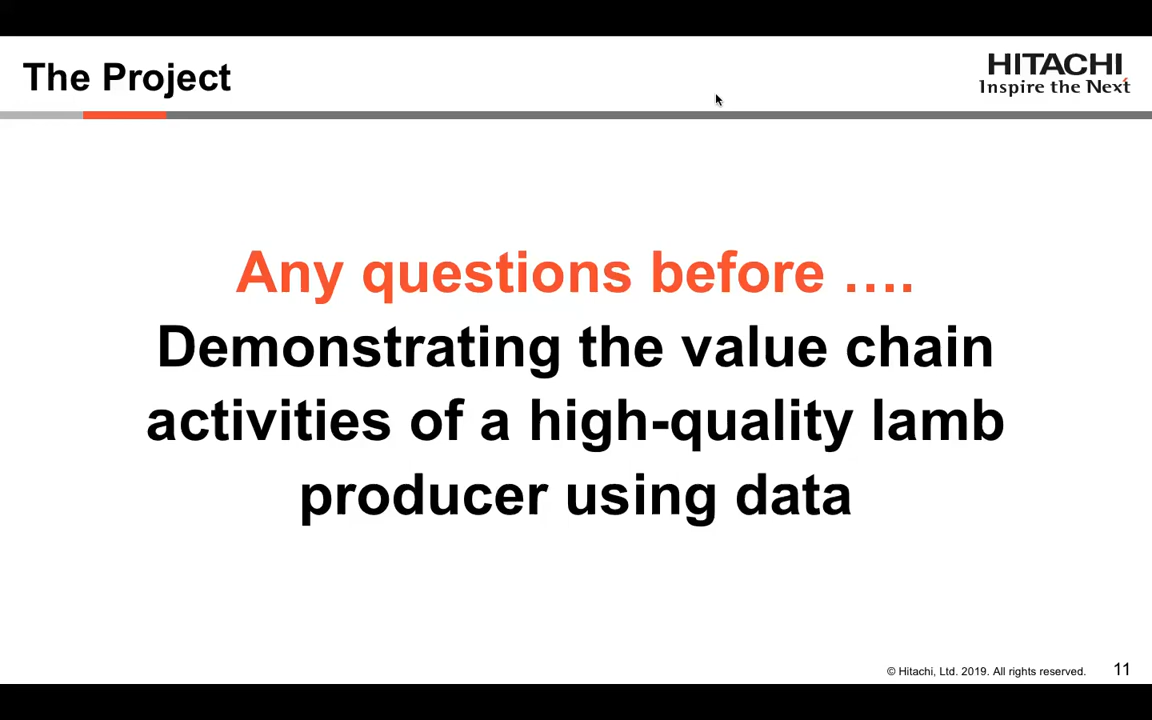 The Project
HITACHI
Inspire the Next
Any questions before ….
Demonstrating the value chain
activities of a high-quality lamb
producer using data
© Hitachi, Ltd. 2019. All rights reserved.
11